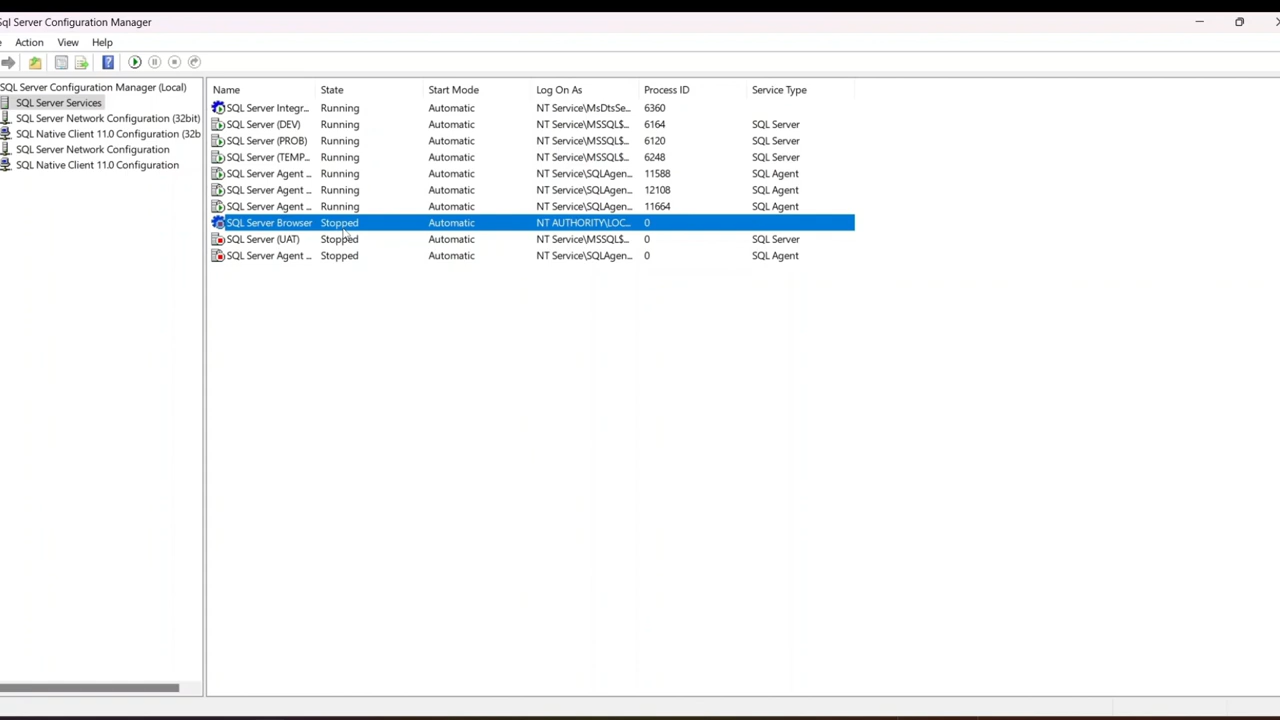 Sql Server Configuration Manager
Action View Help
SQL Server Configuration Manager (Local)
SQL Server Services
SQL Server Network Configuration (32bit)
SQL Native Client 11.0 Configuration (32b
SQL Server Network Configuration
SQL Native Client 11.0 Configuration
Name State Start Mode Log On As Process ID Service Type
SQL Server Integr... Running Automatic NT Service\MsDtsSe... 6360
SQL Server (DEV) Running Automatic NT Service\MSSQL$... 6164 SQL Server
SQL Server (PROB) Running Automatic NT Service\MSSQL$... 6120 SQL Server
SQL Server (TEMP... Running Automatic NT Service\MSSQL$... 6248 SQL Server
SQL Server Agent ... Running Automatic NT Service\SQLAgen... 11588 SQL Agent
SQL Server Agent ... Running Automatic NT Service\SQLAgen... 12108 SQL Agent
SQL Server Agent ... Running Automatic NT Service\SQLAgen... 11664 SQL Agent
SQL Server Browser Stopped Automatic NT AUTHORITY\LOC... 0
SQL Server (UAT) Stopped Automatic NT Service\MSSQL$... 0 SQL Server
SQL Server Agent ... Stopped Automatic NT Service\SQLAgen... 0 SQL Agent